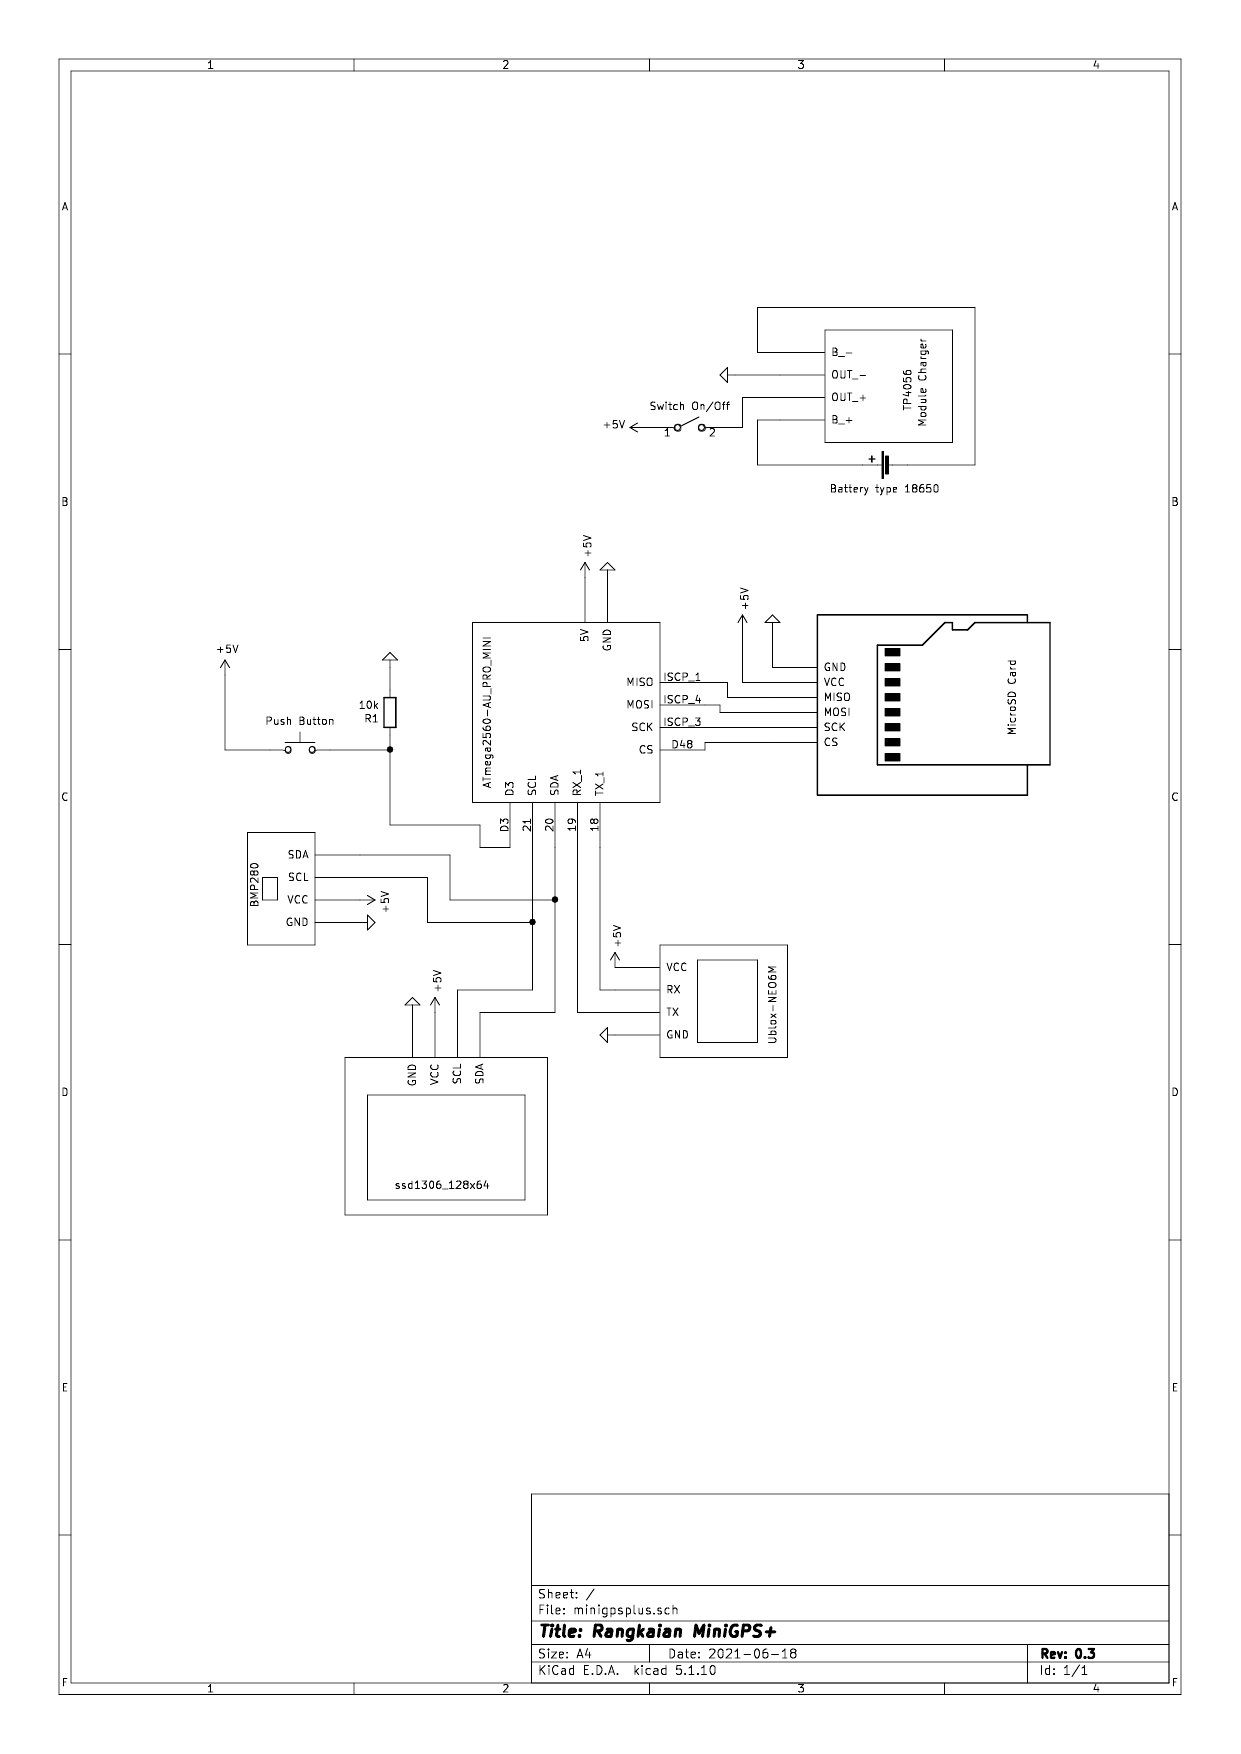 1 2 3 4
A A
B_-
OUT_-
OUT_+
B_+
TP4056
Module Charger
Switch On/Off
+5V
1 2
+
Battery type 18650
B B
+5V
5V
GND
ATmega2560-AU_PRO_MINI
MISO ISCP_1
MOSI ISCP_4
SCK ISCP_3
CS D48
D3
SCL
SDA
RX_1
TX_1
D3
21
20
19
18
+5V
GND
VCC
MISO
MOSI
SCK
CS
MicroSD Card
+5V
10k
R1
Push Button
C C
BMP280
SDA
SCL
VCC
GND
+5V
+5V
VCC
RX
TX
GND
Ublox-NEO6M
+5V
GND
VCC
SCL
SDA
ssd1306_128x64
D D
E E
Sheet: /
File: minigpsplus.sch
Title: Rangkaian MiniGPS+
Size: A4 Date: 2021-06-18 Rev: 0.3
KiCad E.D.A. kicad 5.1.10 Id: 1/1
F F
1 2 3 4